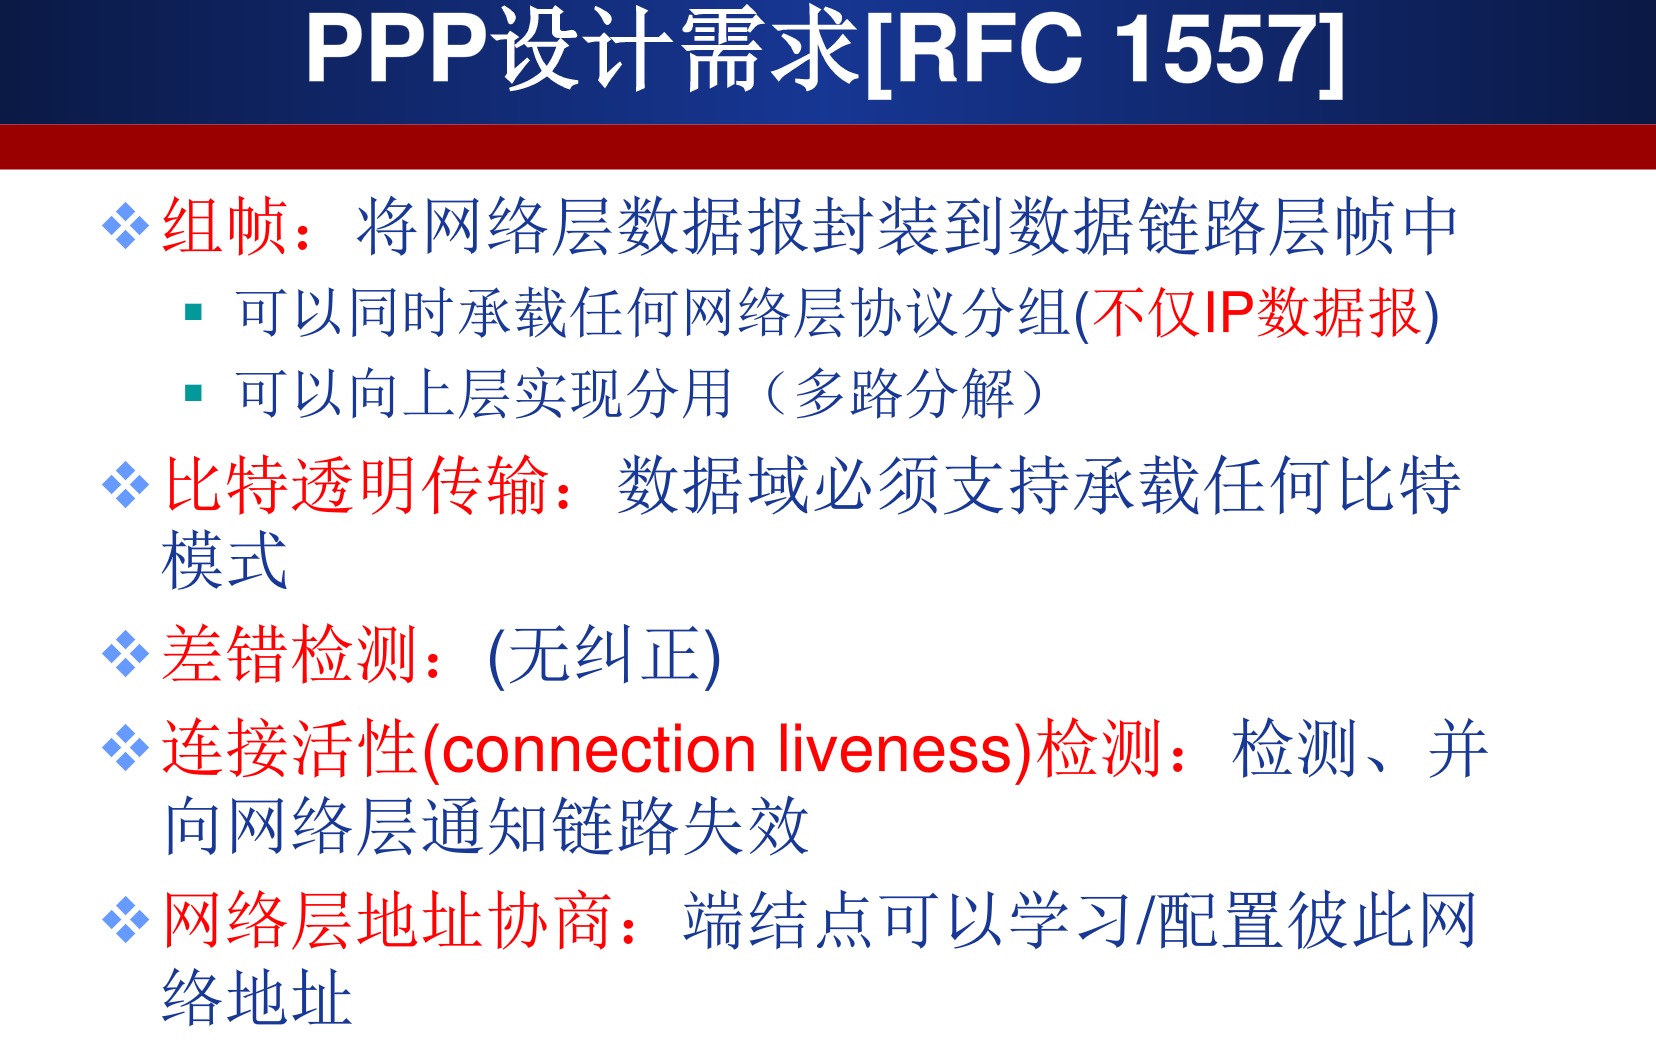 PPP设计需求[RFC 1557]
组帧：将网络层数据报封装到数据链路层帧中
可以同时承载任何网络层协议分组(不仅IP数据报)
可以向上层实现分用（多路分解）
比特透明传输：数据域必须支持承载任何比特
模式
差错检测：(无纠正)
连接活性(connection liveness)检测：检测、并
向网络层通知链路失效
网络层地址协商：端结点可以学习/配置彼此网
络地址